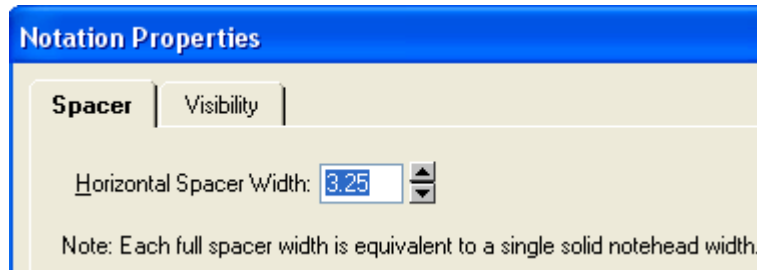 Notation Properties
Spacer Visibility
Horizontal Spacer Width: 3.25
Note: Each full spacer width is equivalent to a single solid notehead width.